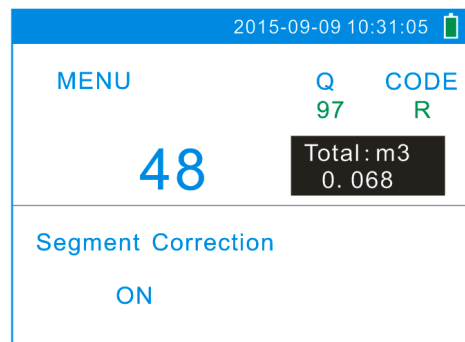 2015-09-09 10:31:05
MENU Q CODE
97 R
48 Total: m3
0. 068
Segment Correction
ON